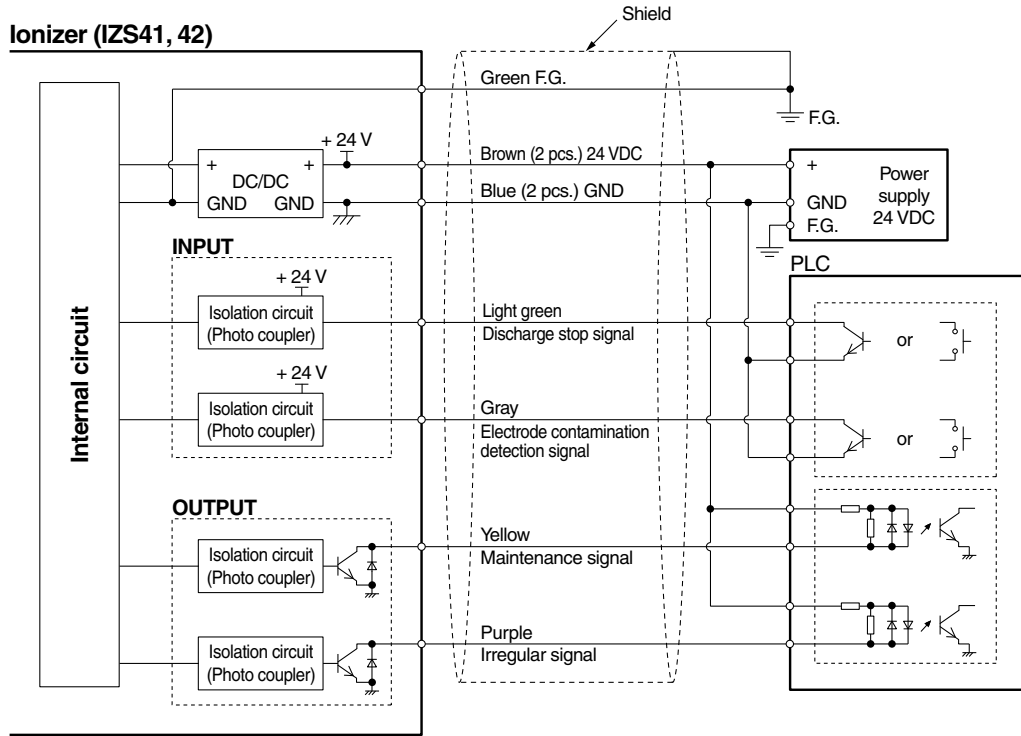 Shield
Ionizer (IZS41, 42)
Green F.G.
F.G.
+ 24 V
Brown (2 pcs.) 24 VDC
+ +
DC/DC
GND GND
Blue (2 pcs.) GND
+
GND
F.G.
Power
supply
24 VDC
PLC
INPUT
+ 24 V
Isolation circuit
(Photo coupler)
Light green
Discharge stop signal
or
+ 24 V
Isolation circuit
(Photo coupler)
Gray
Electrode contamination
detection signal
or
Internal circuit
OUTPUT
Isolation circuit
(Photo coupler)
Yellow
Maintenance signal
Isolation circuit
(Photo coupler)
Purple
Irregular signal